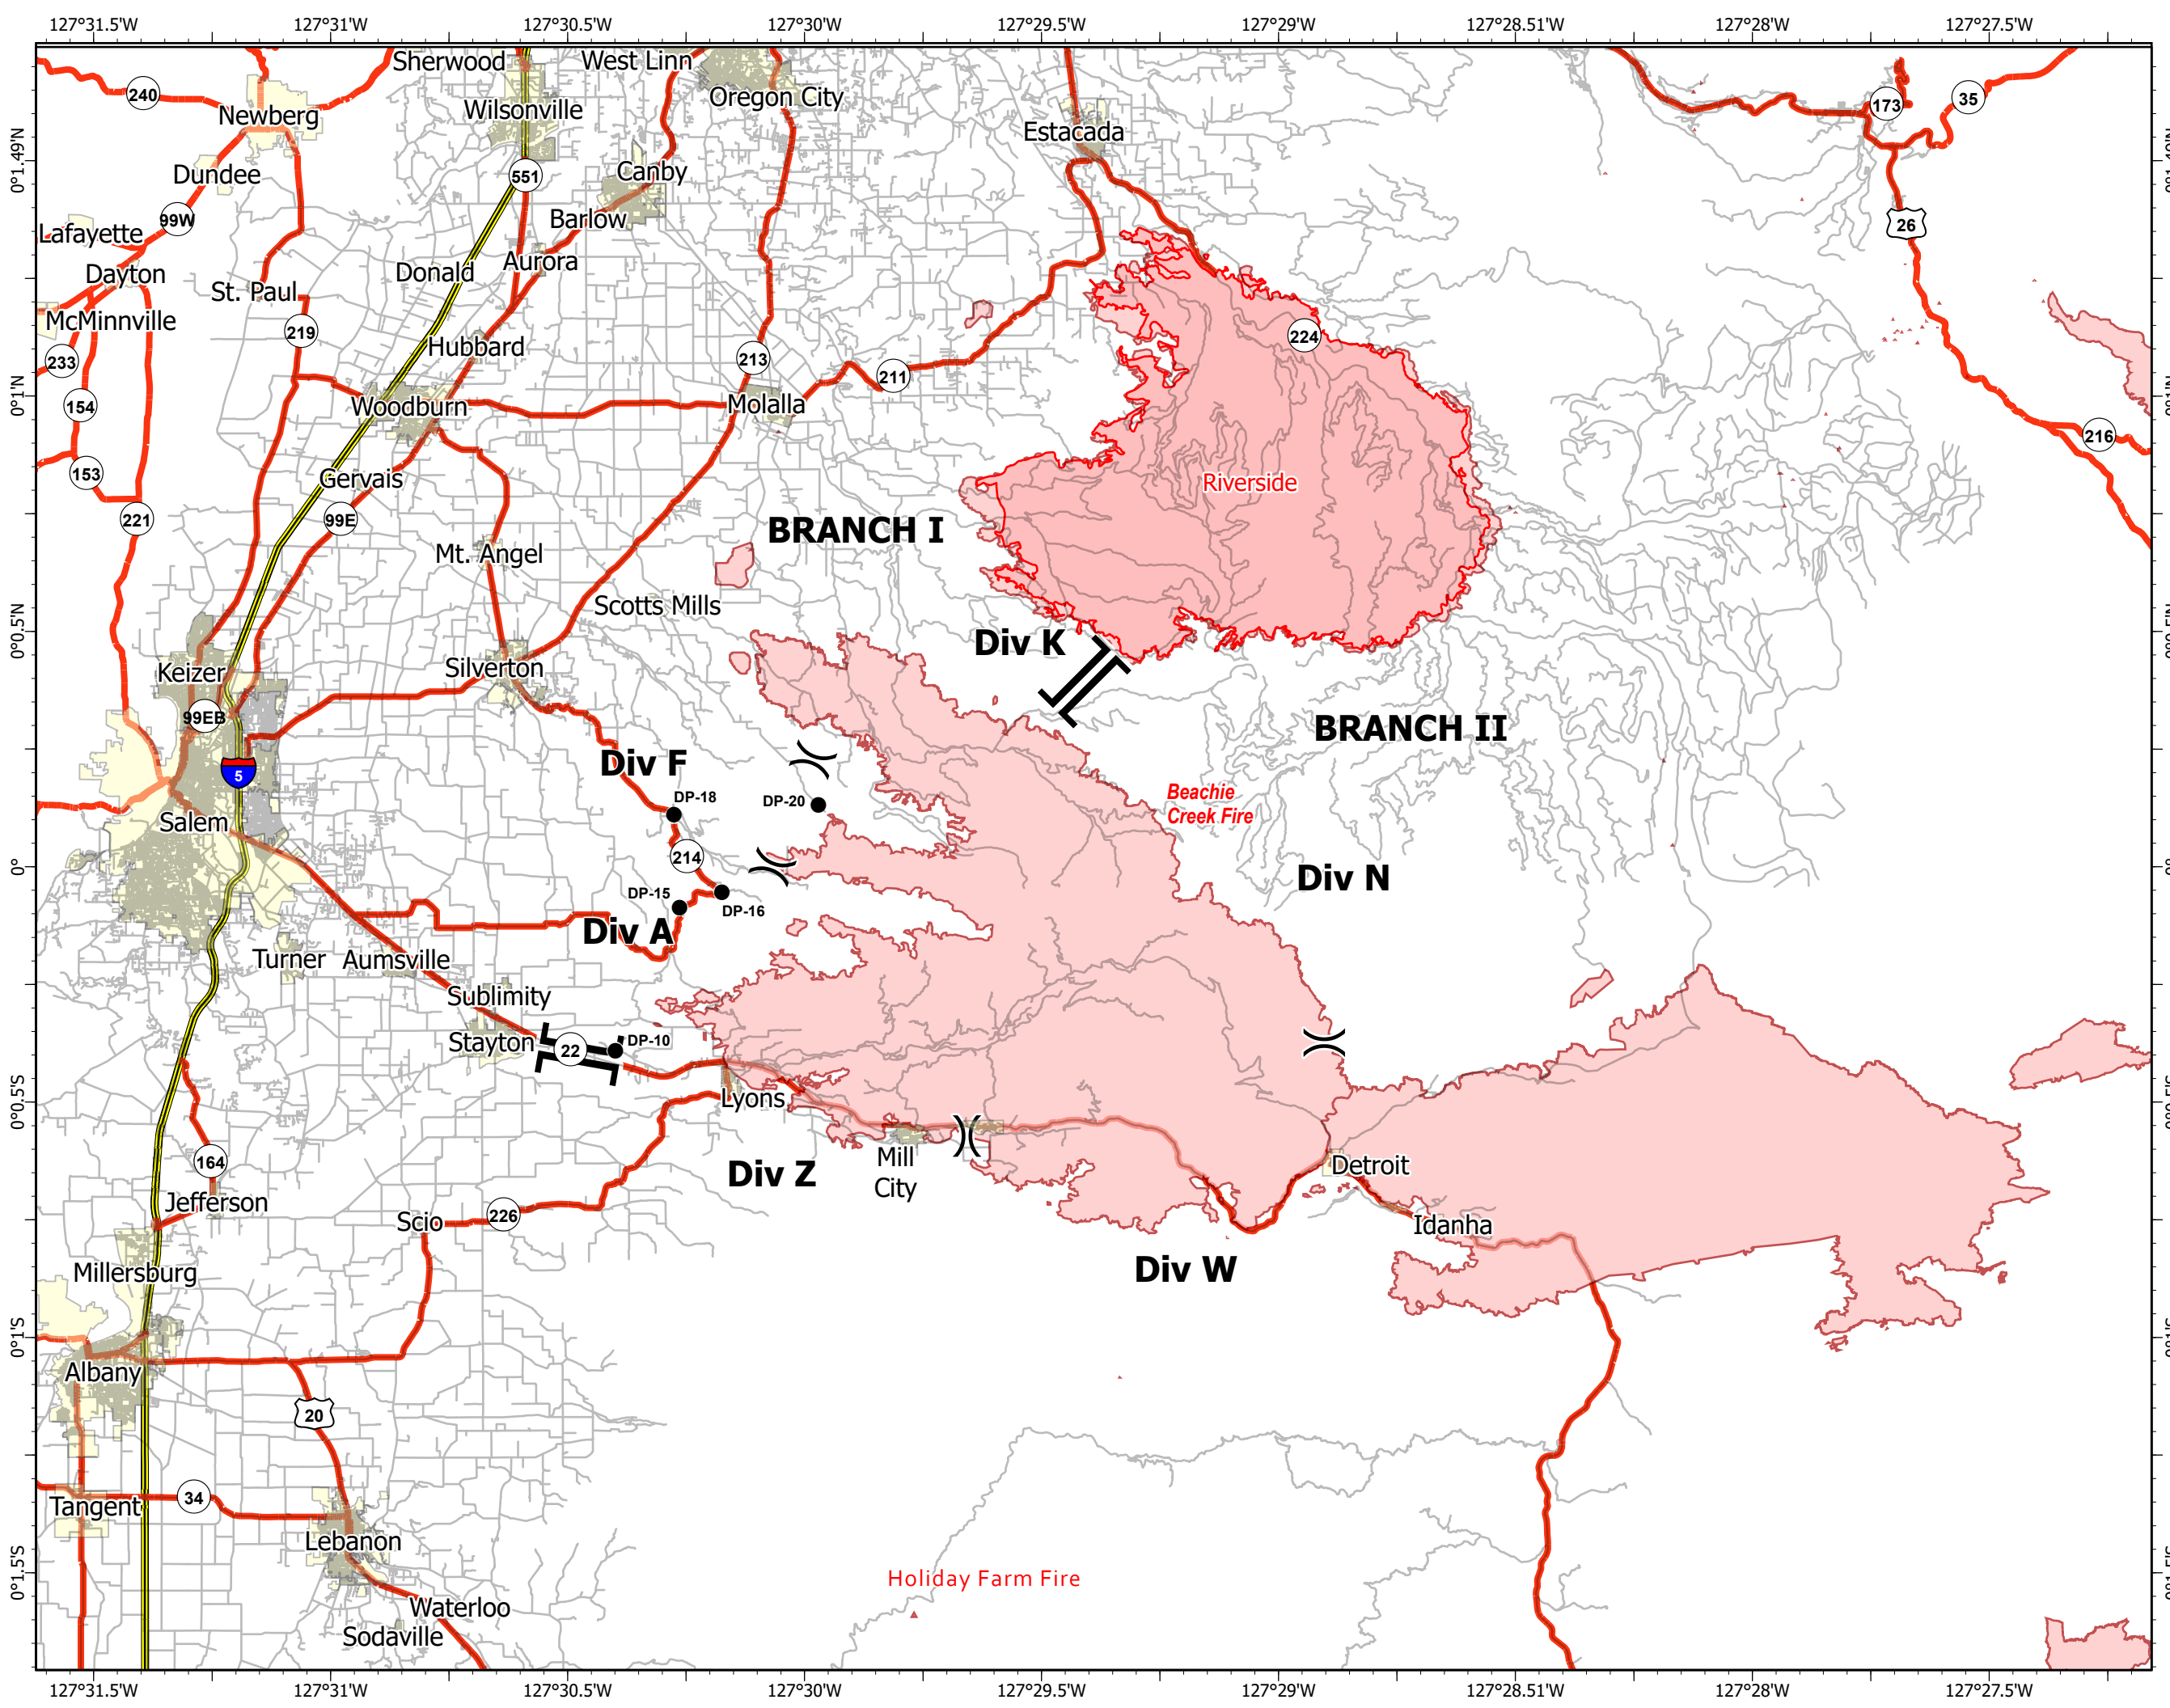 127°31.5'W 127°31'W 127°30.5'W 127°30'W 127°29.5'W 127°29'W 127°28.51'W 127°28'W 127°27.5'W
Sherwood
West Linn
240
Newberg
Wilsonville
Oregon City
173
35
Estacada
0°1.49'N
Dundee
551
Canby
99W
Barlow
26
Lafayette
Dayton
Donald
Aurora
St. Paul
McMinnville
219
224
233
Hubbard
213
211
0°1'N
154
Woodburn
Molalla
216
153
Gervais
Riverside
221
99E
BRANCH I
Mt. Angel
Scotts Mills
0°0.5'N
Div K
Keizer
Silverton
99EB
BRANCH II
Div F
5
DP-18
DP-20
Beachie
Creek Fire
Salem
214
0°
Div N
DP-15
DP-16
Div A
Turner
Aumsville
Sublimity
Stayton
22
DP-10
0°0.5'S
Lyons
164
Div Z
Mill
City
Detroit
Jefferson
Scio
226
Idanha
Millersburg
Div W
0°1'S
Albany
20
34
Tangent
Lebanon
0°1.5'S
Holiday Farm Fire
Waterloo
Sodaville
127°31.5'W 127°31'W 127°30.5'W 127°30'W 127°29.5'W 127°29'W 127°28.51'W 127°28'W 127°27.5'W